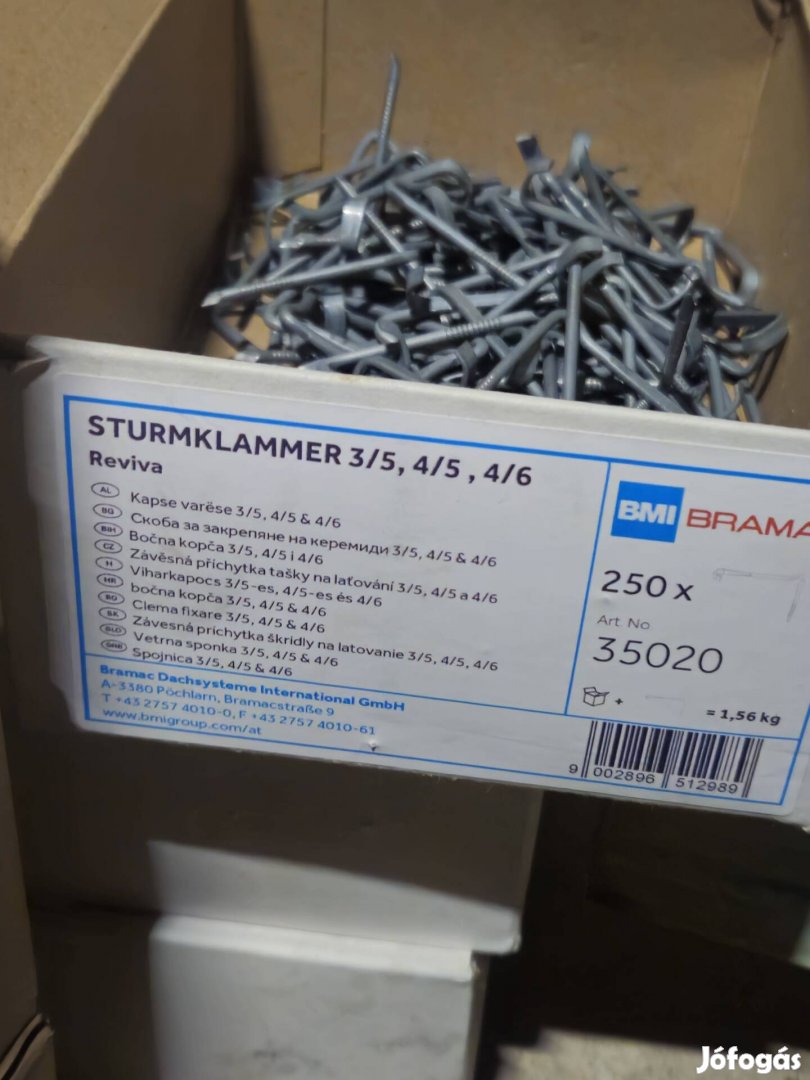 STURMKLAMMER 3/5, 4/5 , 4/6
Reviva
AL Kapse varëse 3/5, 4/5 & 4/6
BG Скоба за закрепяне на керемиди 3/5, 4/5 & 4/6
BIH Bočna kopča 3/5, 4/5 i 4/6
CZ Závěsná příchytka tašky na laťování 3/5, 4/5 a 4/6
H Viharkapocs 3/5-es, 4/5-es és 4/6
HR bočna kopča 3/5, 4/5 & 4/6
RO Clema fixare 3/5, 4/5 & 4/6
SK Závesná príchytka škridly na latovanie 3/5, 4/5, 4/6
SLO Vetrna sponka 3/5, 4/5 & 4/6
SRB Spojnica 3/5, 4/5 & 4/6
Bramac Dachsysteme International GmbH
A-3380 Pöchlarn, Bramacstraße 9
T +43 2757 4010-0, F +43 2757 4010-61
www.bmigroup.com/at
BMI BRAMA
250 x
Art. No
35020
+ = 1,56 kg
9 002896 512989
Jófogás